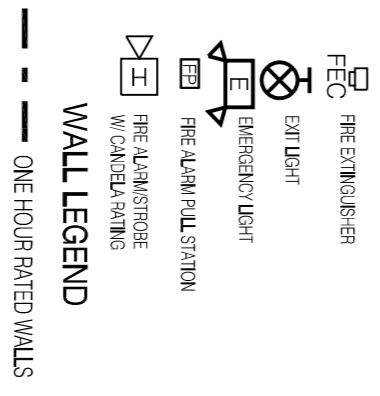 FEC
FIRE EXTINGUISHER
EXIT LIGHT
E
EMERGENCY LIGHT
FP
FIRE ALARM PULL STATION
H
FIRE ALARM/STROBE
W/ CANDELA RATING
WALL LEGEND
ONE HOUR RATED WALLS